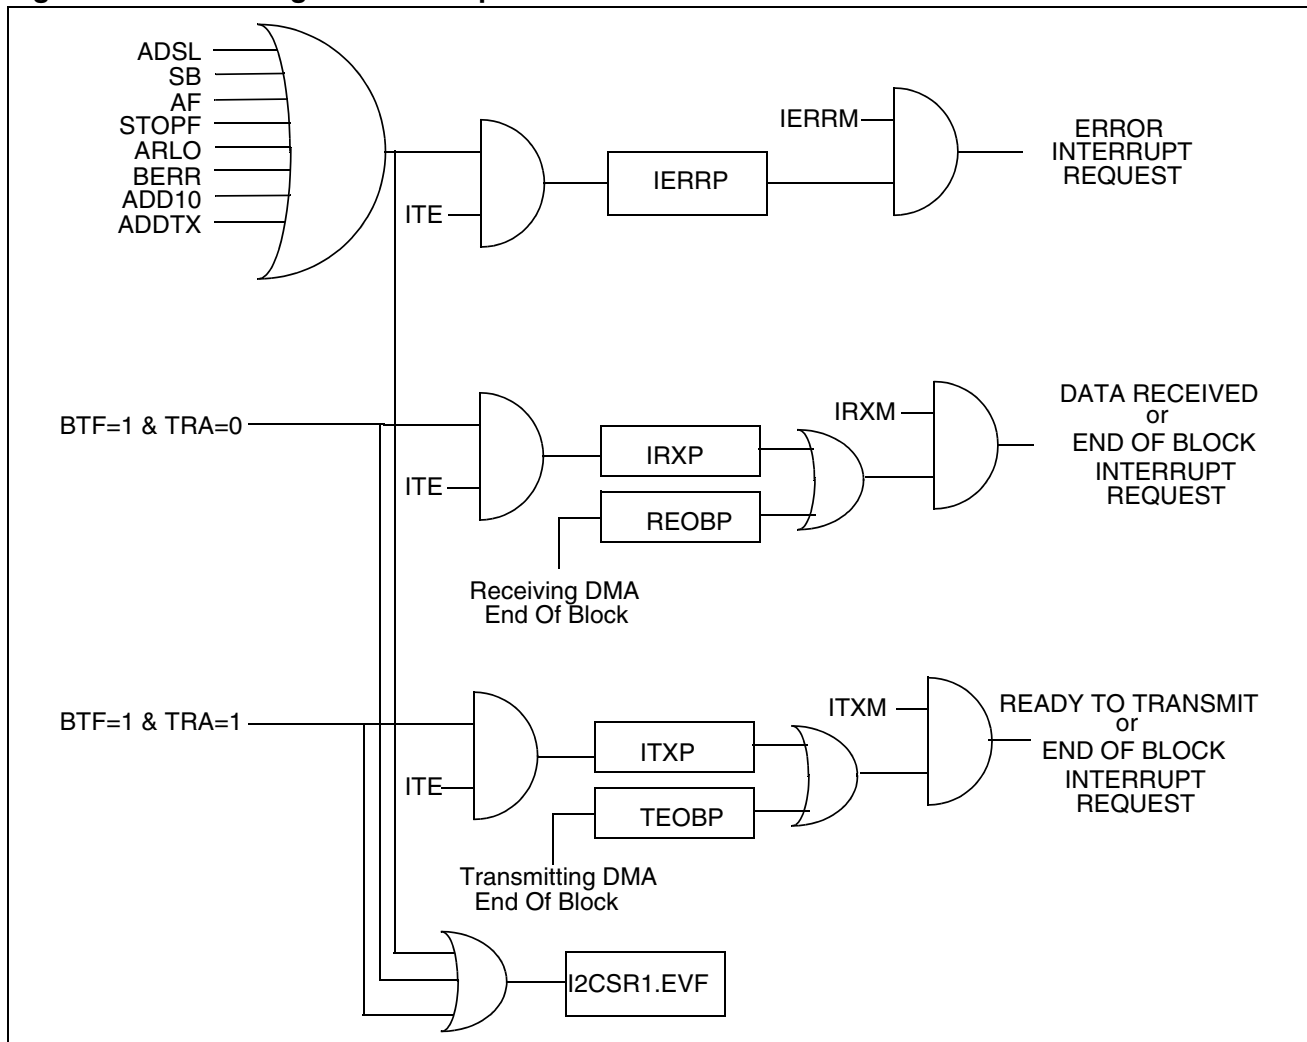 ADSL
SB
AF
STOPF
ARLO
BERR
ADD10
ADDTX
ITE
IERRP
IERRM
ERROR
INTERRUPT
REQUEST
BTF=1 & TRA=0
ITE
IRXP
REOBP
Receiving DMA
End Of Block
IRXM
DATA RECEIVED
or
END OF BLOCK
INTERRUPT
REQUEST
BTF=1 & TRA=1
ITE
ITXP
TEOBP
Transmitting DMA
End Of Block
ITXM
READY TO TRANSMIT
or
END OF BLOCK
INTERRUPT
REQUEST
I2CSR1.EVF